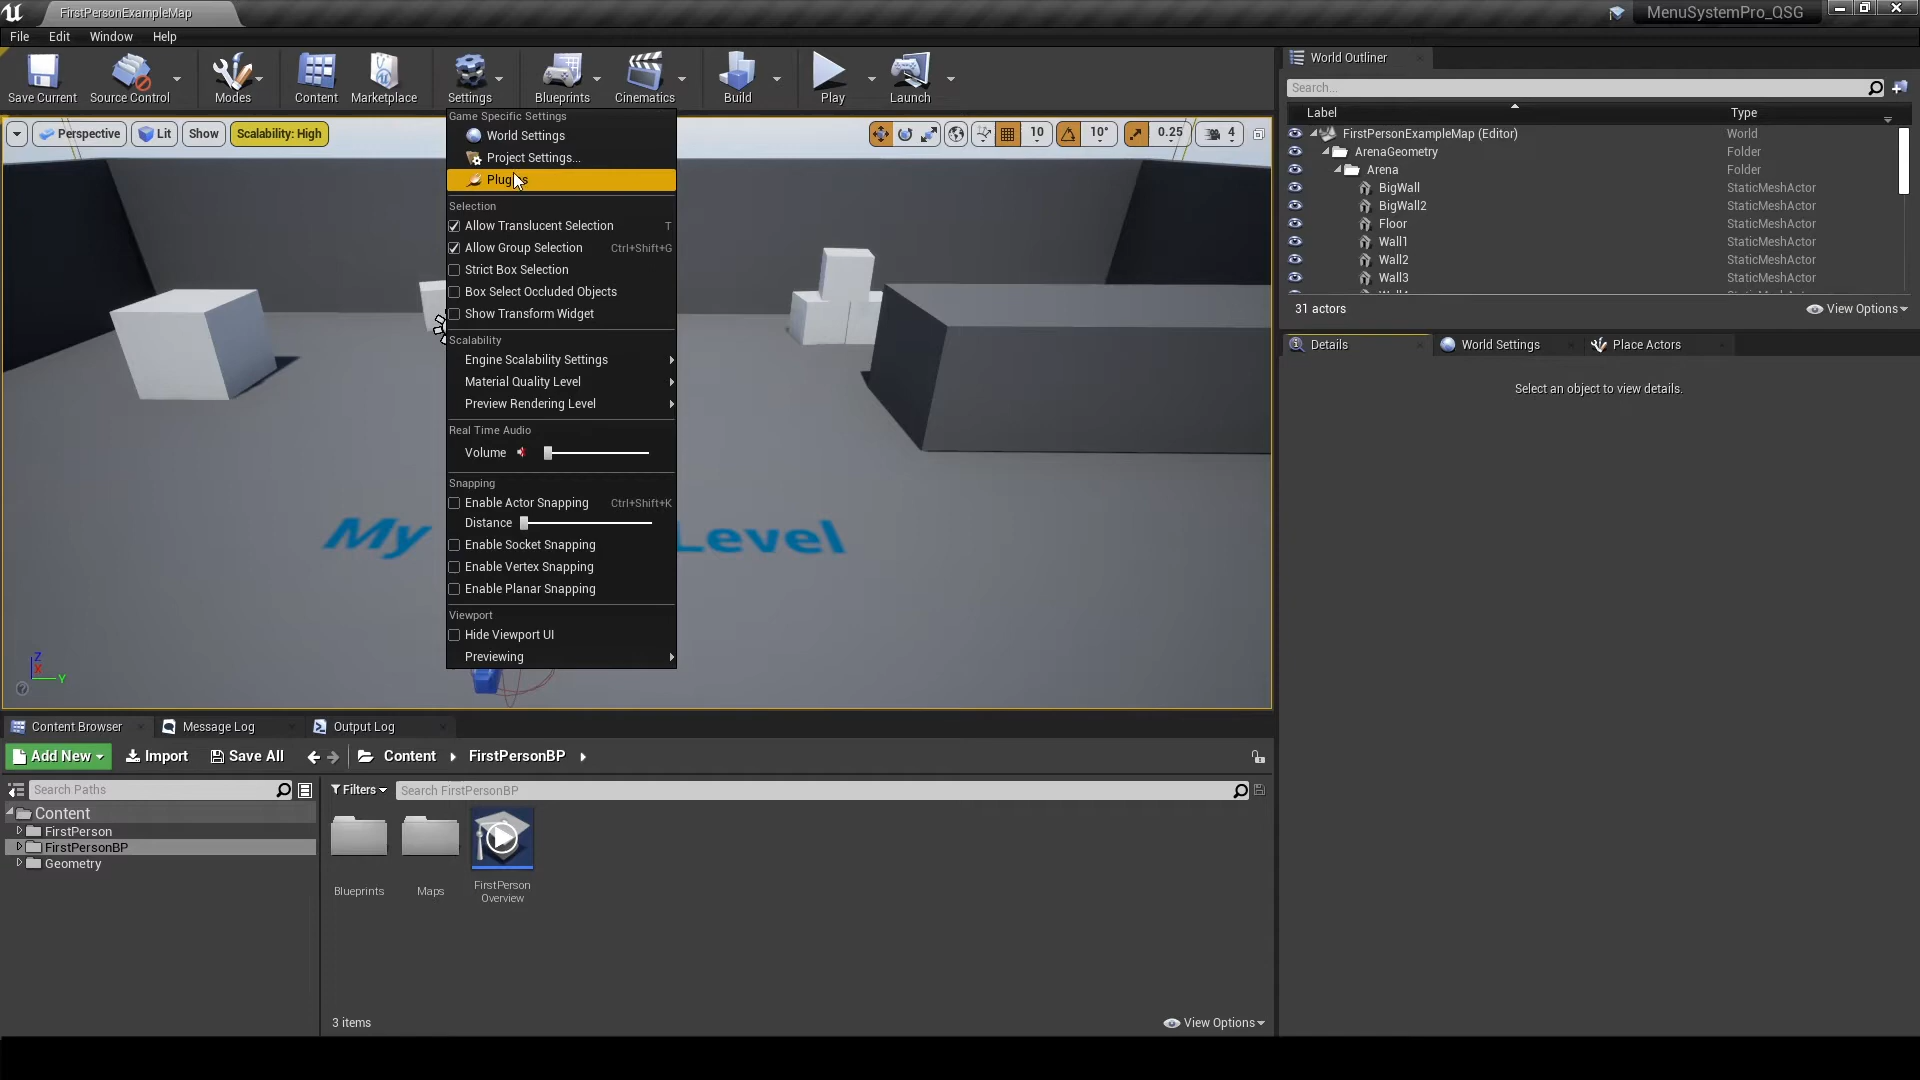 FirstPersonExampleMap
MenuSystemPro_QSG
File Edit Window Help
Save Current Source Control Modes Content Marketplace Settings Blueprints Cinematics Build Play Launch
Perspective Lit Show Scalability: High
10 10° 0.25 4
Game Specific Settings
World Settings
Project Settings...
Selection
Allow Translucent Selection T
Allow Group Selection Ctrl+Shift+G
Strict Box Selection
Box Select Occluded Objects
Show Transform Widget
Scalability
Engine Scalability Settings
Material Quality Level
Preview Rendering Level
Real Time Audio
Volume
Snapping
Enable Actor Snapping Ctrl+Shift+K
Distance
Enable Socket Snapping
Enable Vertex Snapping
Enable Planar Snapping
Viewport
Hide Viewport UI
Previewing
My Level
Z
X
Y
World Outliner
Search...
Label Type
FirstPersonExampleMap (Editor) World
ArenaGeometry Folder
Arena Folder
BigWall StaticMeshActor
BigWall2 StaticMeshActor
Floor StaticMeshActor
Wall1 StaticMeshActor
Wall2 StaticMeshActor
Wall3 StaticMeshActor
31 actors View Options
Details World Settings Place Actors
Select an object to view details.
Content Browser Message Log Output Log
Add New Import Save All Content FirstPersonBP
Search Paths
Filters Search FirstPersonBP
Content
FirstPerson
FirstPersonBP
Geometry
Blueprints Maps FirstPerson
Overview
3 items View Options